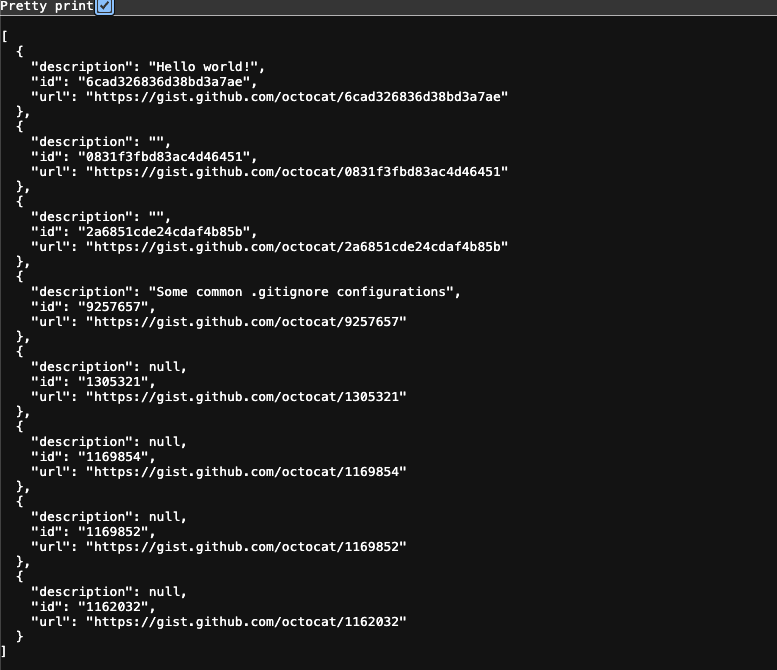 Pretty print
[
  {
    "description": "Hello world!",
    "id": "6cad326836d38bd3a7ae",
    "url": "https://gist.github.com/octocat/6cad326836d38bd3a7ae"
  },
  {
    "description": "",
    "id": "0831f3fbd83ac4d46451",
    "url": "https://gist.github.com/octocat/0831f3fbd83ac4d46451"
  },
  {
    "description": "",
    "id": "2a6851cde24cdaf4b85b",
    "url": "https://gist.github.com/octocat/2a6851cde24cdaf4b85b"
  },
  {
    "description": "Some common .gitignore configurations",
    "id": "9257657",
    "url": "https://gist.github.com/octocat/9257657"
  },
  {
    "description": null,
    "id": "1305321",
    "url": "https://gist.github.com/octocat/1305321"
  },
  {
    "description": null,
    "id": "1169854",
    "url": "https://gist.github.com/octocat/1169854"
  },
  {
    "description": null,
    "id": "1169852",
    "url": "https://gist.github.com/octocat/1169852"
  },
  {
    "description": null,
    "id": "1162032",
    "url": "https://gist.github.com/octocat/1162032"
  }
]